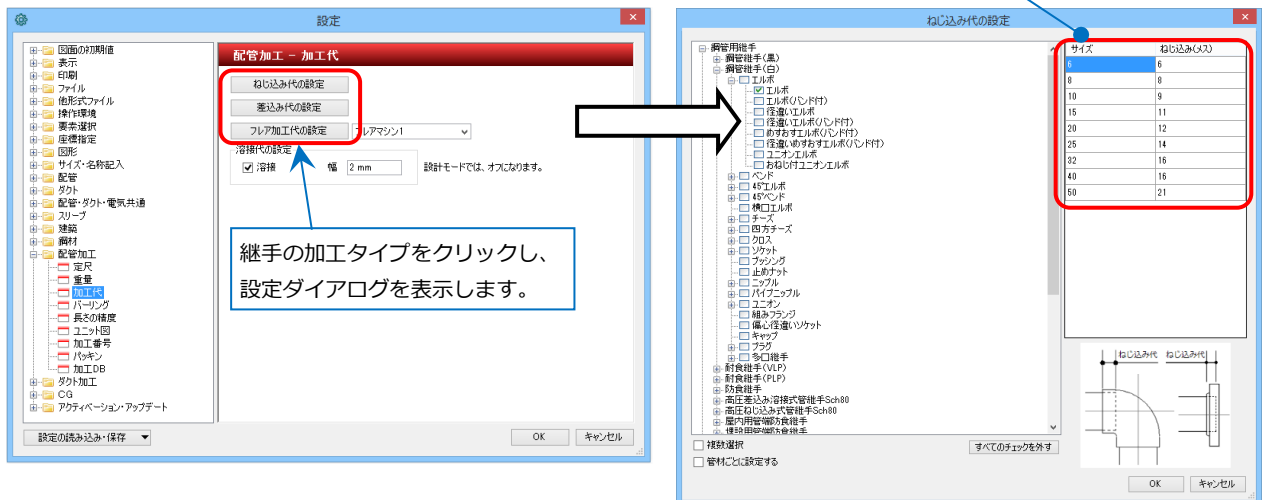 設定
図面の初期値
表示
印刷
ファイル
他形式ファイル
操作環境
要素選択
座標指定
図形
サイズ・名称記入
配管
ダクト
配管・ダクト・電気共通
スリーブ
建築
鋼材
配管加工
定尺
重量
加工代
バーリング
長さの精度
ユニット図
加工番号
パッキン
加工DB
ダクト加工
CG
アクティベーション・アップデート
配管加工 - 加工代
ねじ込み代の設定
差込み代の設定
フレア加工代の設定
フレアマシン1
溶接代の設定
溶接 幅 2 mm 設計モードでは、オフになります。
継手の加工タイプをクリックし、
設定ダイアログを表示します。
設定の読み込み・保存
OK キャンセル
ねじ込み代の設定
鋼管用継手
鋼管継手(黒)
鋼管継手(白)
エルボ
エルボ
エルボ(バンド付)
径違いエルボ
径違いエルボ(バンド付)
めすおすエルボ(バンド付)
径違いめすおすエルボ(バンド付)
ユニオンエルボ
おねじ付ユニオンエルボ
ベンド
45°エルボ
45°ベンド
横口エルボ
チーズ
四方チーズ
クロス
ソケット
ブッシング
止めナット
ニップル
パイプニップル
ユニオン
組みフランジ
偏心径違いソケット
キャップ
プラグ
多口継手
耐食継手(VLP)
耐食継手(PLP)
防食継手
高圧差込み溶接式管継手Sch80
高圧ねじ込み式管継手Sch80
屋内用管端防食継手
埋設用管端防食継手
サイズ ねじ込み(メス)
6 6
8 8
10 9
15 11
20 12
25 14
32 16
40 16
50 21
ねじ込み代 ねじ込み代
複数選択
すべてのチェックを外す
管材ごとに設定する
OK キャンセル